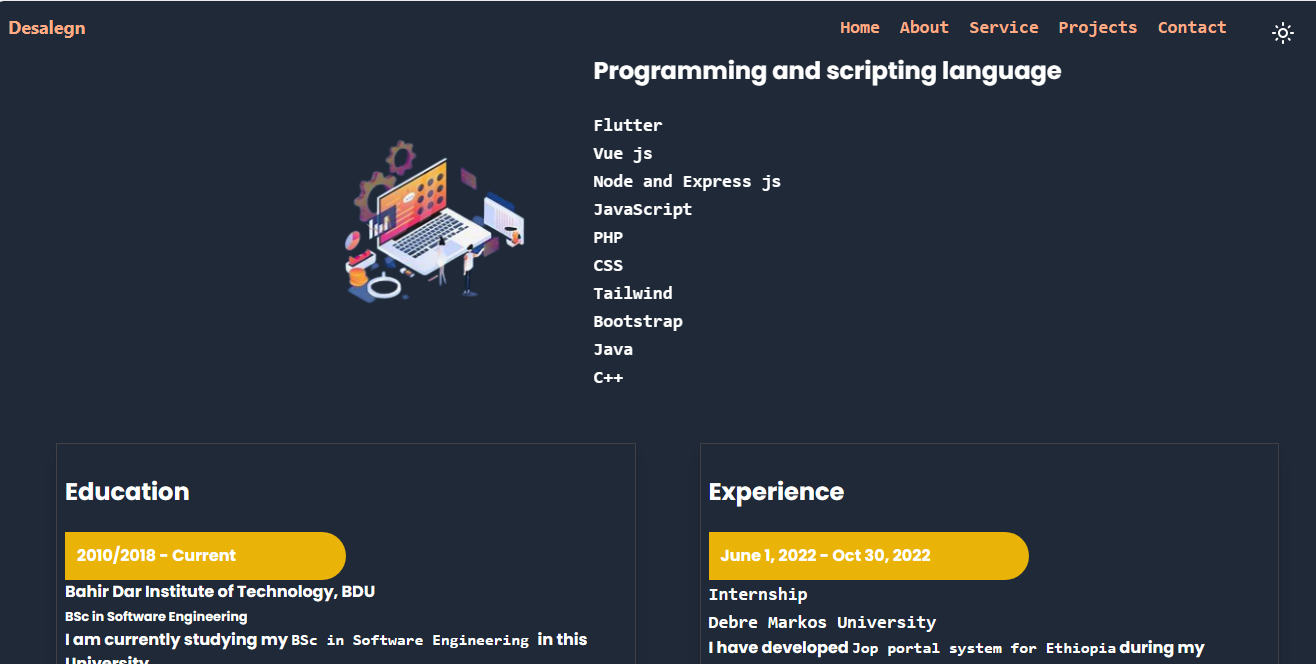 Desalegn
Home About Service Projects Contact
Programming and scripting language
Flutter
Vue js
Node and Express js
JavaScript
PHP
CSS
Tailwind
Bootstrap
Java
C++
Education
2010/2018 - Current
Bahir Dar Institute of Technology, BDU
BSc in Software Engineering
I am currently studying my BSc in Software Engineering in this
University
Experience
June 1, 2022 - Oct 30, 2022
Internship
Debre Markos University
I have developed Jop portal system for Ethiopia during my